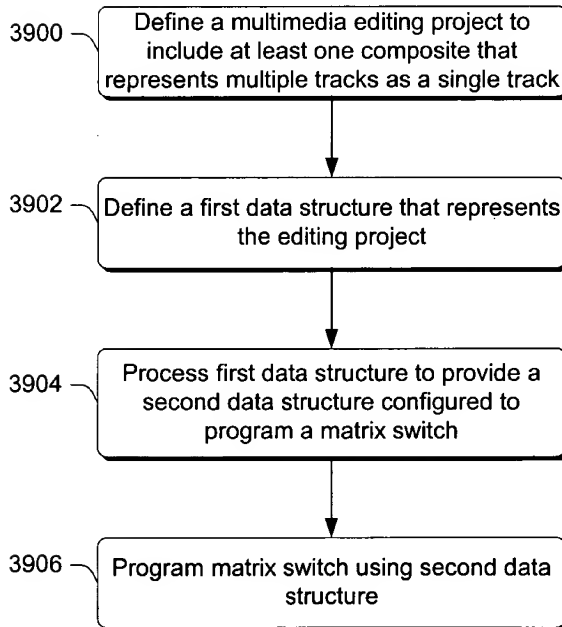 3900
Define a multimedia editing project to
include at least one composite that
represents multiple tracks as a single track
3902
Define a first data structure that represents
the editing project
3904
Process first data structure to provide a
second data structure configured to
program a matrix switch
3906
Program matrix switch using second data
structure